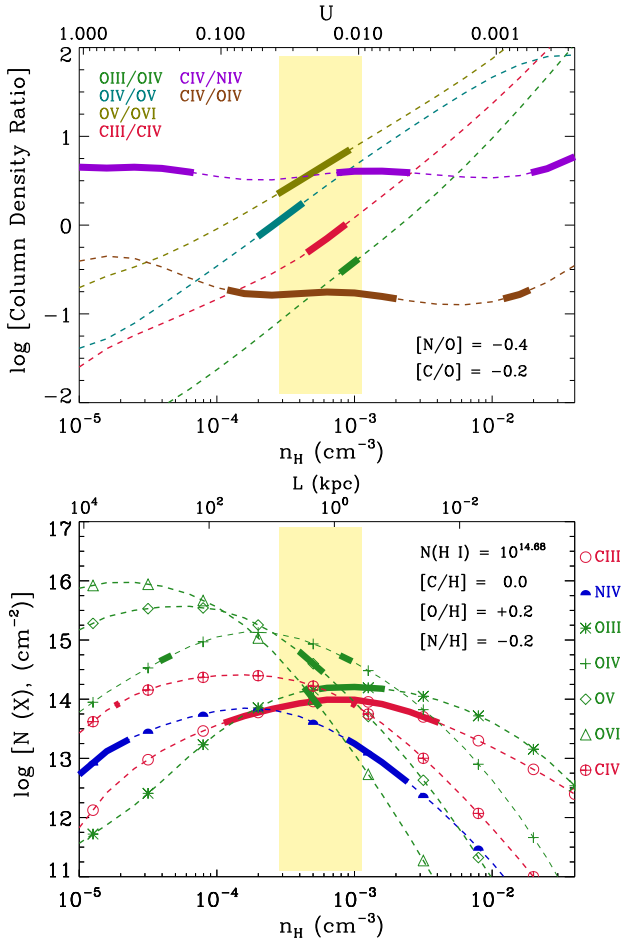 U
1.000 0.100 0.010 0.001
2
1
0
−1
−2
log [Column Density Ratio]
OIII/OIV CIV/NIV
OIV/OV CIV/OIV
OV/OVI
CIII/CIV
[N/O] = −0.4
[C/O] = −0.2
10^-5 10^-4 10^-3 10^-2
n_H (cm^-3)
L (kpc)
10^4 10^2 10^0 10^-2
17
16
15
14
13
12
11
log [N (X), (cm^-2)]
N(H I) = 10^14.68
[C/H] = 0.0
[O/H] = +0.2
[N/H] = −0.2
CIII
NIV
OIII
OIV
OV
OVI
CIV
10^-5 10^-4 10^-3 10^-2
n_H (cm^-3)